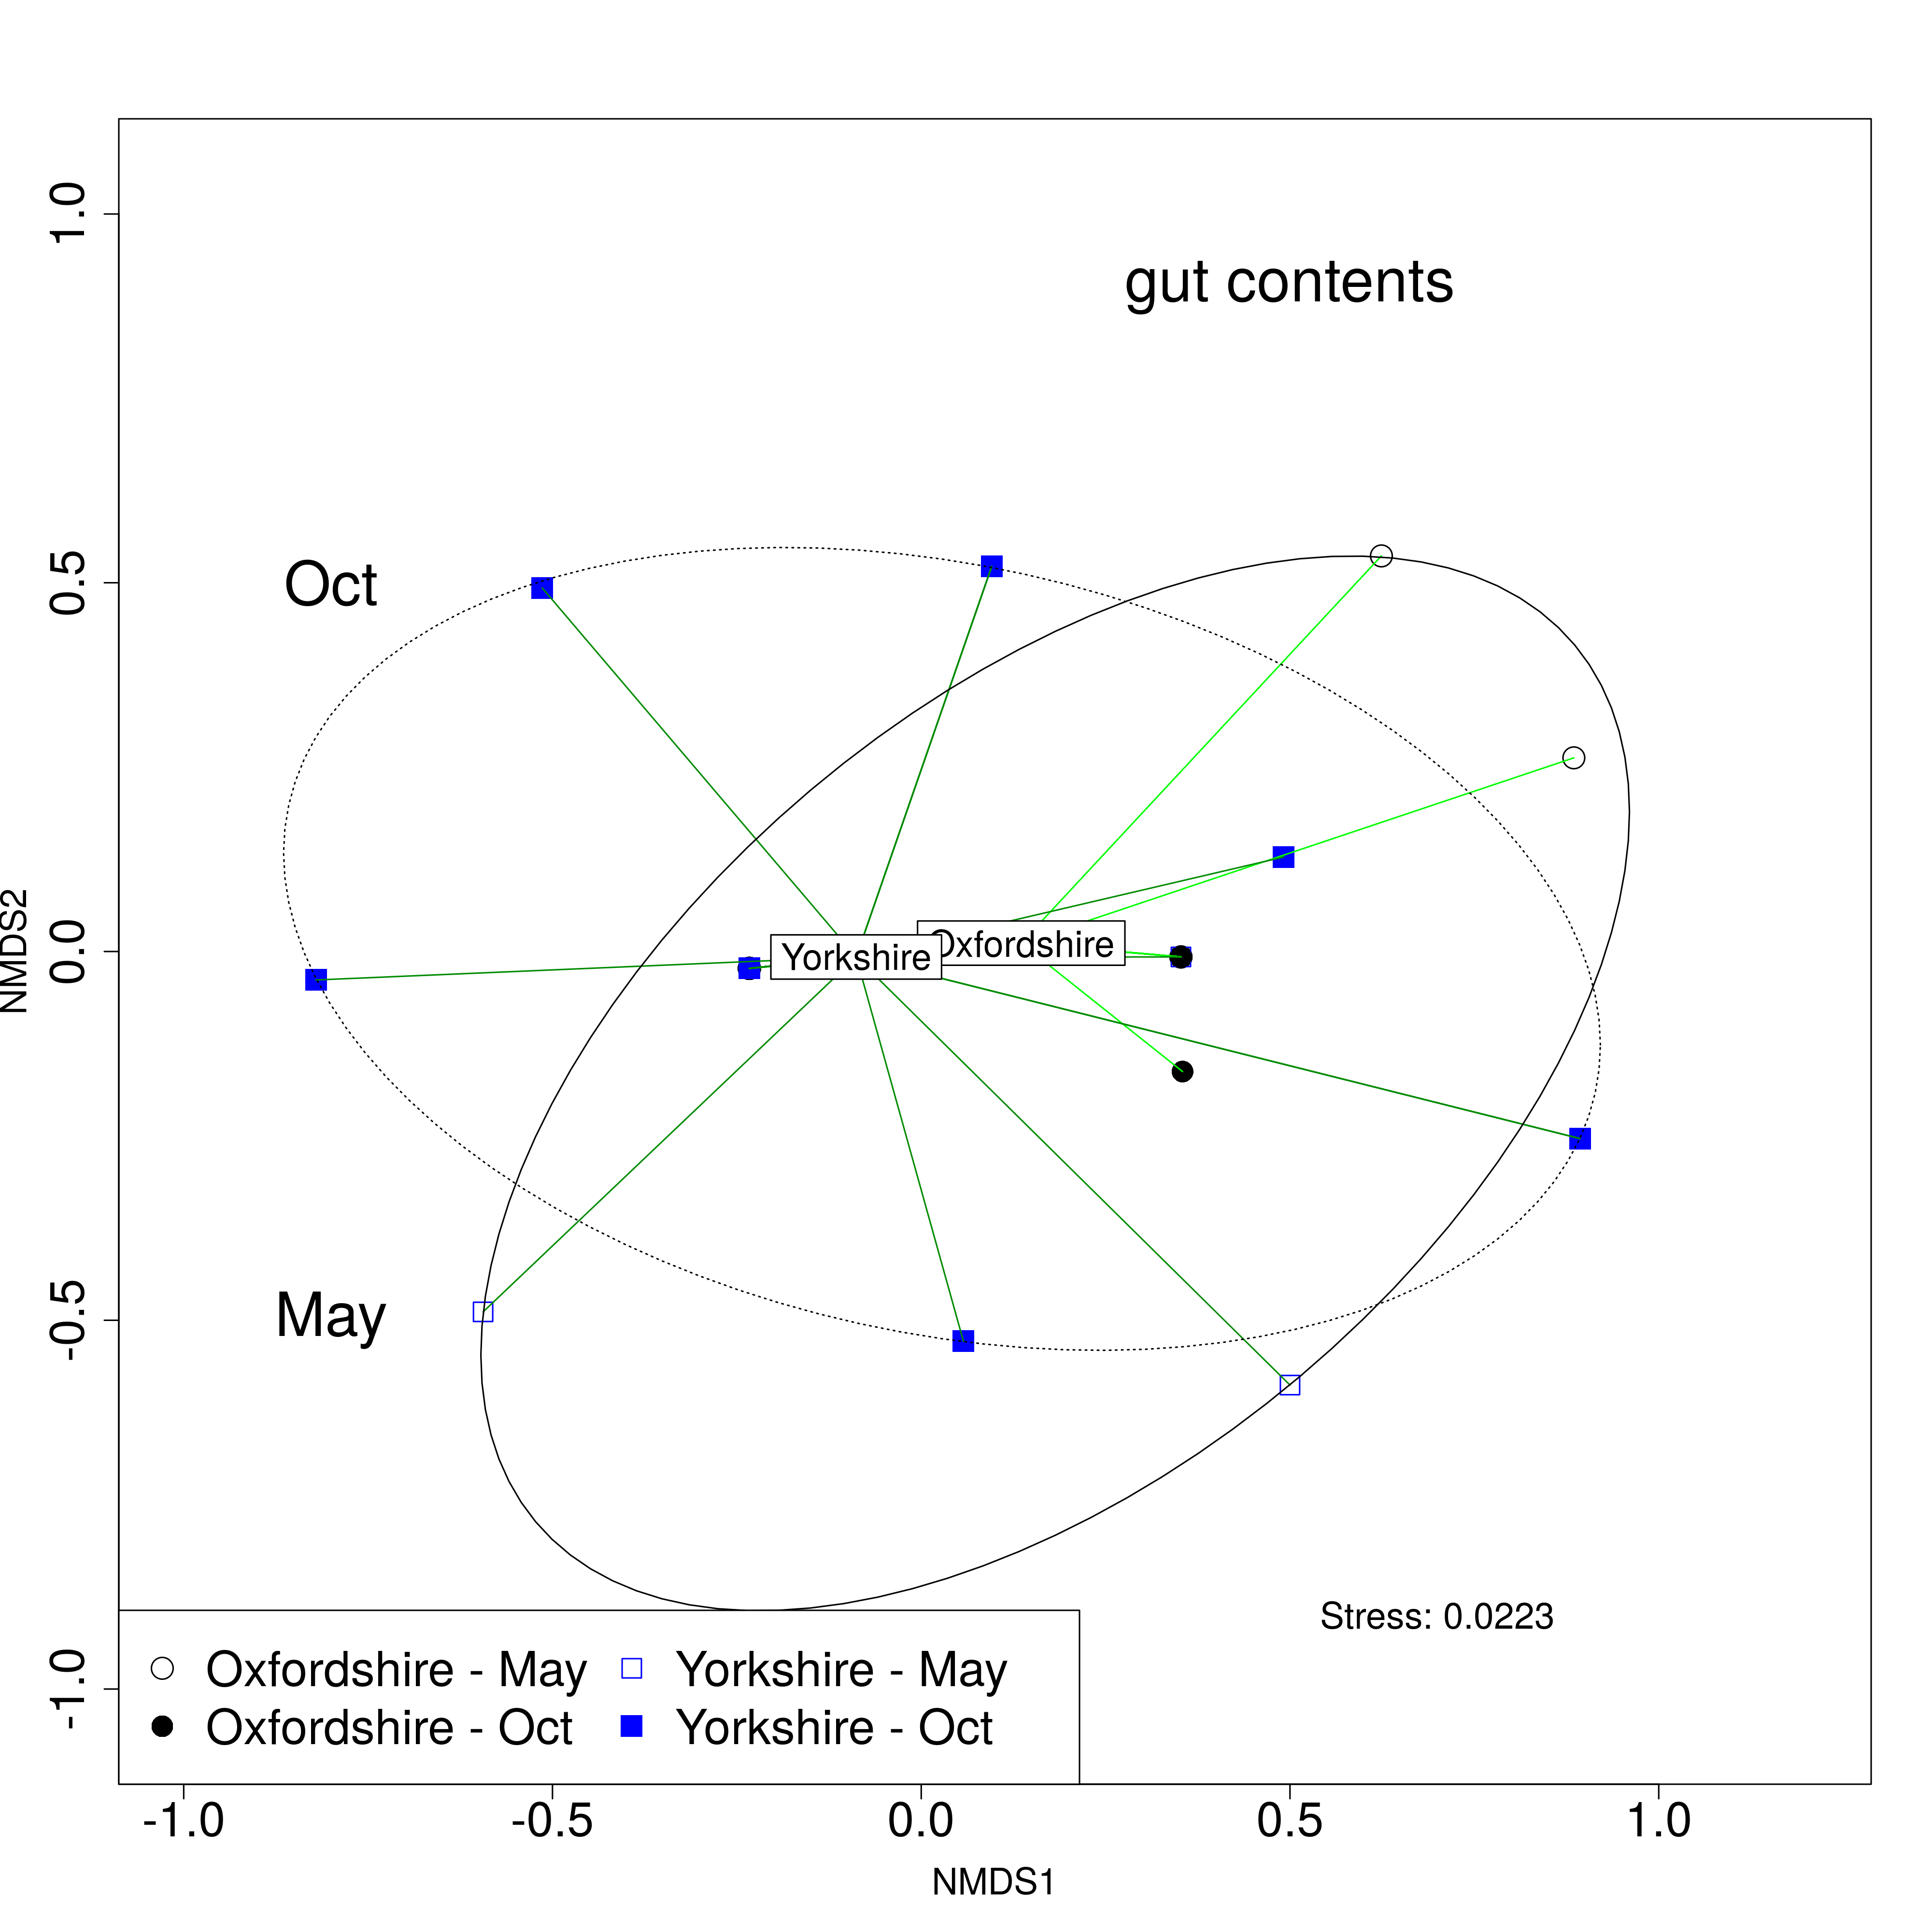 gut contents
1.0
0.5
0.0
-0.5
-1.0
NMDS2
Oct
Yorkshire
Oxfordshire
May
Stress: 0.0223
Oxfordshire - May
Yorkshire - May
Oxfordshire - Oct
Yorkshire - Oct
-1.0 -0.5 0.0 0.5 1.0
NMDS1